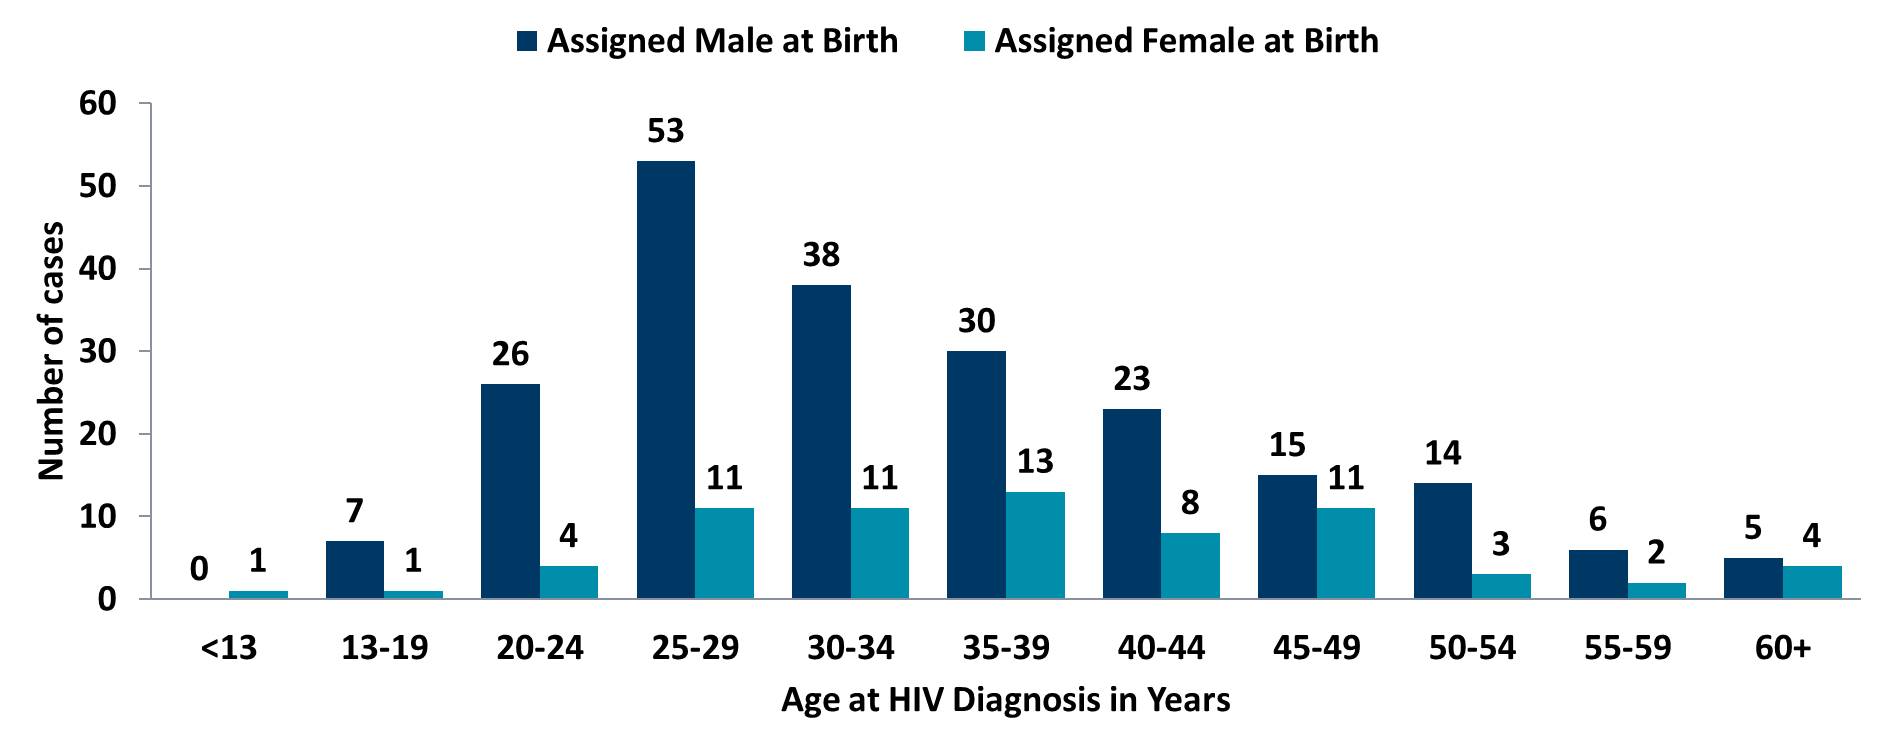 Assigned Male at Birth Assigned Female at Birth
Number of cases
60
50
40
30
20
10
0
0 1 7 1 26 4 53 11 38 11 30 13 23 8 15 11 14 3 6 2 5 4
<13 13-19 20-24 25-29 30-34 35-39 40-44 45-49 50-54 55-59 60+
Age at HIV Diagnosis in Years